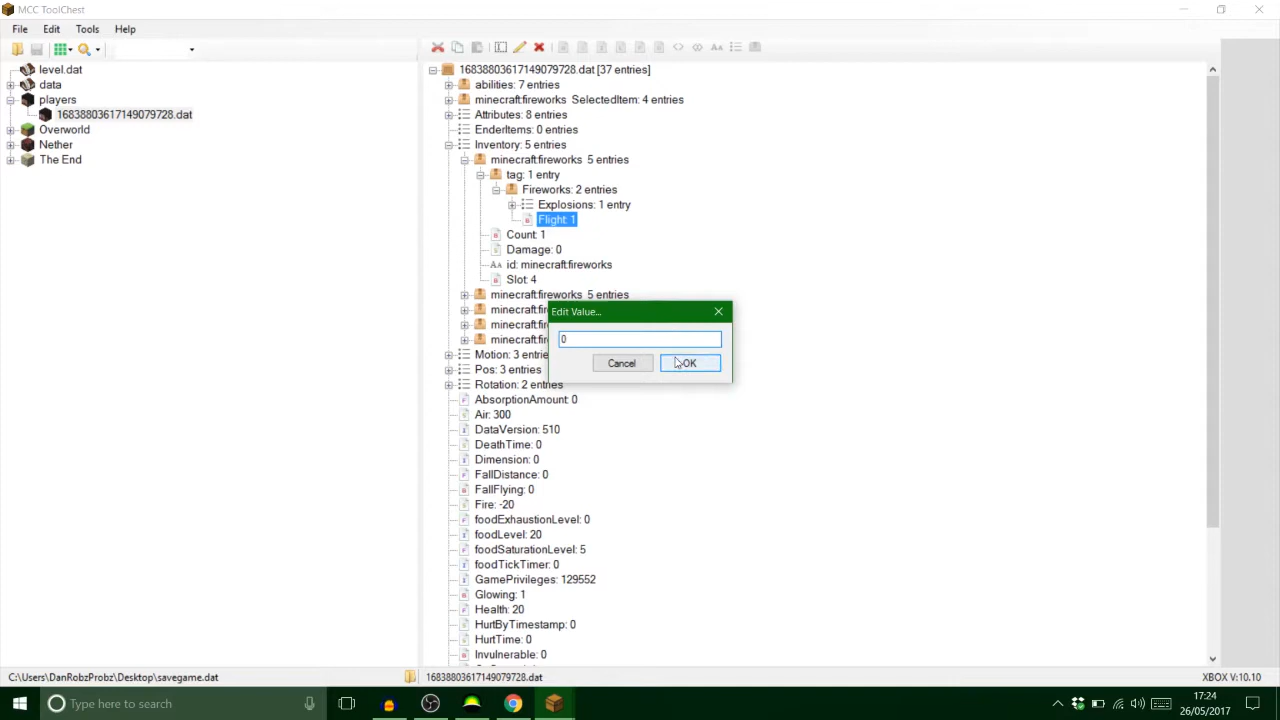 MCC ToolChest
File Edit Tools Help
level.dat
data
players
16838803617149079728.dat
Overworld
Nether
The End
16838803617149079728.dat [37 entries]
abilities: 7 entries
minecraft:fireworks SelectedItem: 4 entries
Attributes: 8 entries
EnderItems: 0 entries
Inventory: 5 entries
minecraft:fireworks 5 entries
tag: 1 entry
Fireworks: 2 entries
Explosions: 1 entry
Flight: 1
Count: 1
Damage: 0
id: minecraft:fireworks
Slot: 4
minecraft:fireworks 5 entries
minecraft:fir
minecraft:fir
minecraft:fir
Edit Value...
0
Cancel OK
Motion: 3 entrie
Pos: 3 entries
Rotation: 2 entries
AbsorptionAmount: 0
Air: 300
DataVersion: 510
DeathTime: 0
Dimension: 0
FallDistance: 0
FallFlying: 0
Fire: -20
foodExhaustionLevel: 0
foodLevel: 20
foodSaturationLevel: 5
foodTickTimer: 0
GamePrivileges: 129552
Glowing: 1
Health: 20
HurtByTimestamp: 0
HurtTime: 0
Invulnerable: 0
C:\Users\DanRobzProbz\Desktop\savegame.dat
16838803617149079728.dat
XBOX V:10.10
Type here to search
17:24
26/05/2017